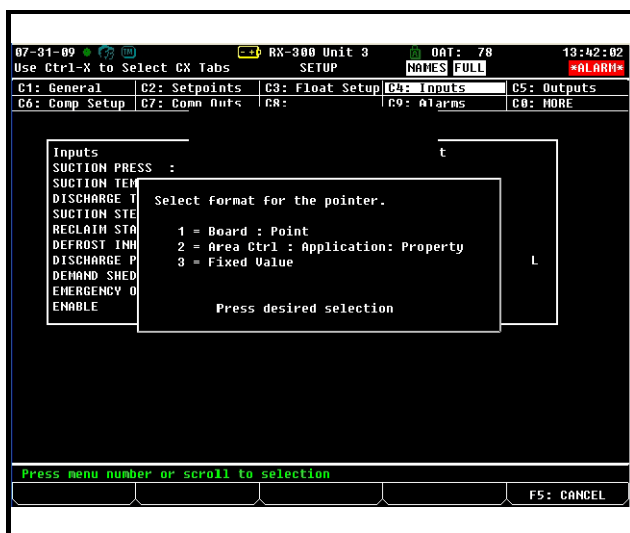 07-31-09 RX-300 Unit 3 OAT: 78 13:42:02
Use Ctrl-X to Select CX Tabs SETUP NAMES FULL *ALARM*
C1: General C2: Setpoints C3: Float Setup C4: Inputs C5: Outputs
C6: Comp Setup C7: Comp Outs C8: C9: Alarms C0: MORE
Inputs t
SUCTION PRESS :
SUCTION TEM
DISCHARGE T
SUCTION STE
RECLAIM STA
DEFROST INH
DISCHARGE P L
DEMAND SHED
EMERGENCY O
ENABLE
Select format for the pointer.
1 = Board : Point
2 = Area Ctrl : Application: Property
3 = Fixed Value
Press desired selection
Press menu number or scroll to selection
F5: CANCEL